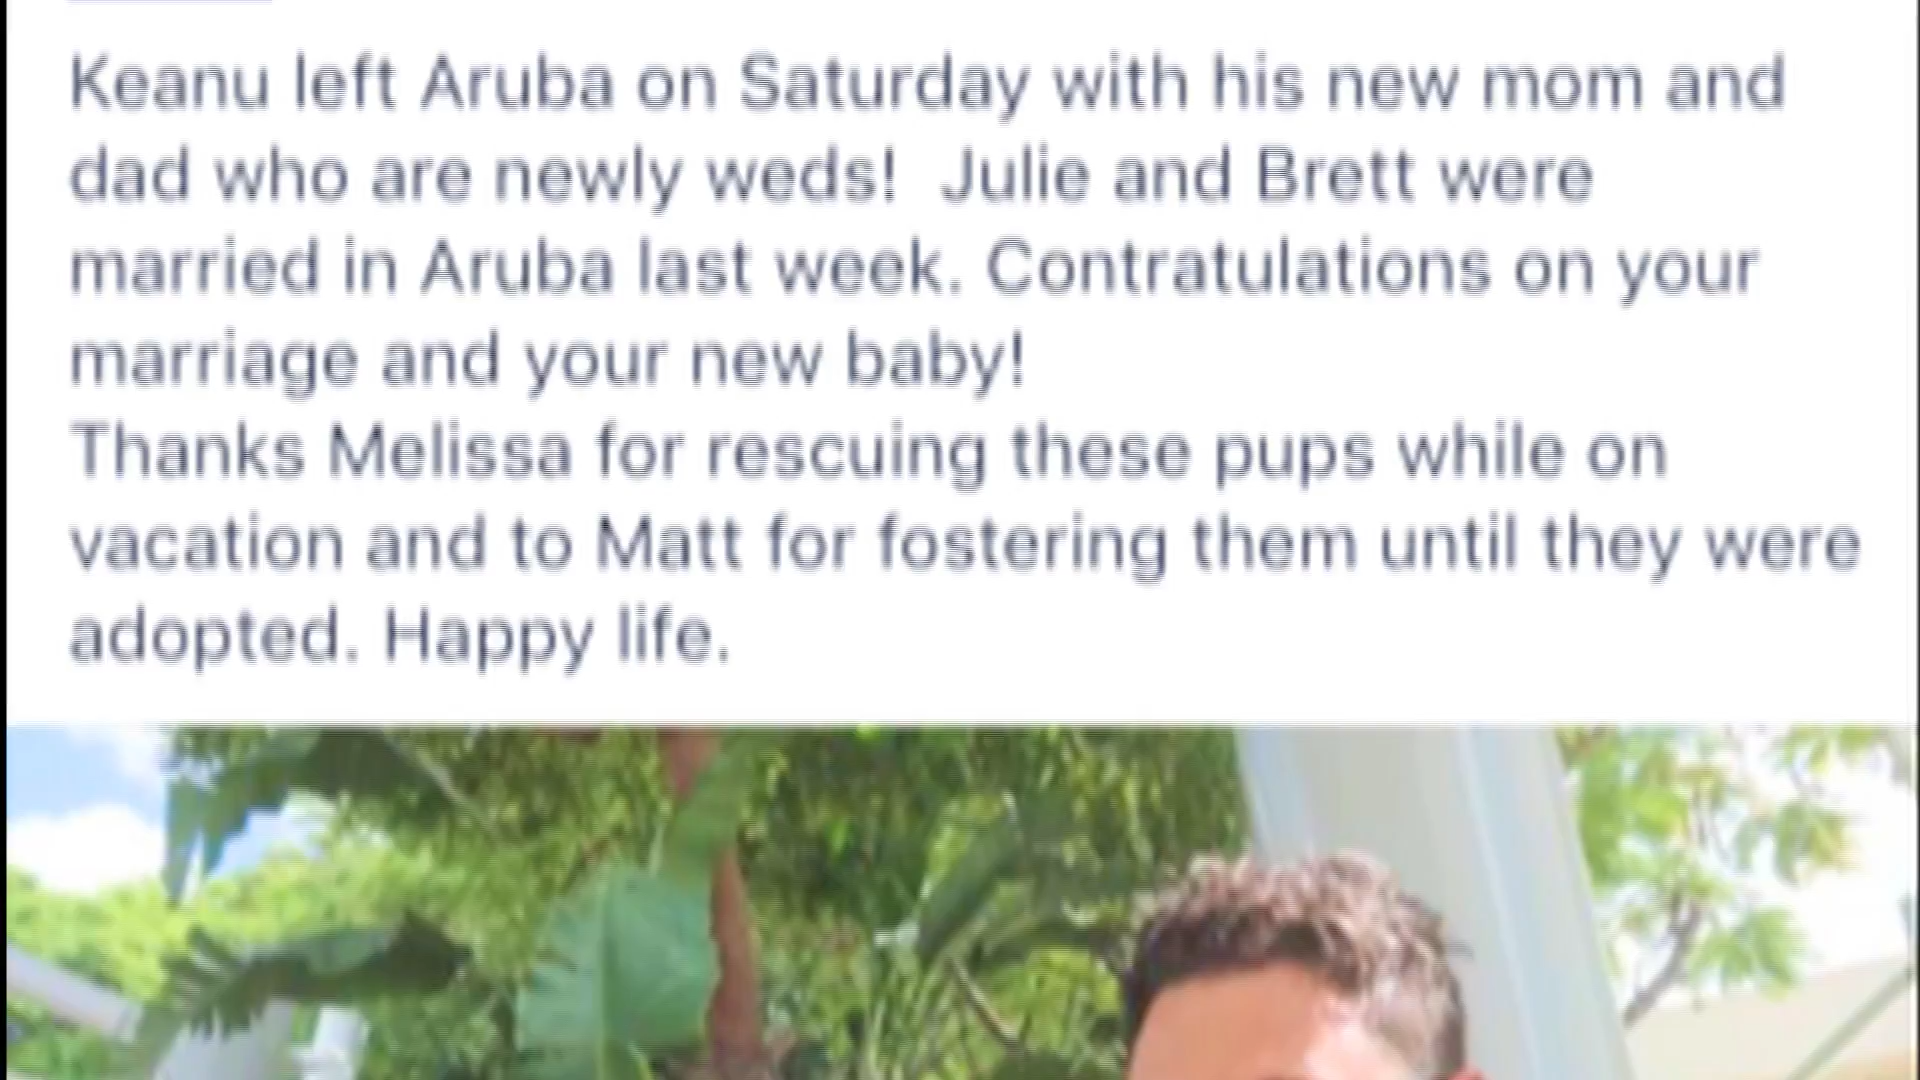 Keanu left Aruba on Saturday with his new mom and
dad who are newly weds!  Julie and Brett were
married in Aruba last week. Contratulations on your
marriage and your new baby!
Thanks Melissa for rescuing these pups while on
vacation and to Matt for fostering them until they were
adopted. Happy life.